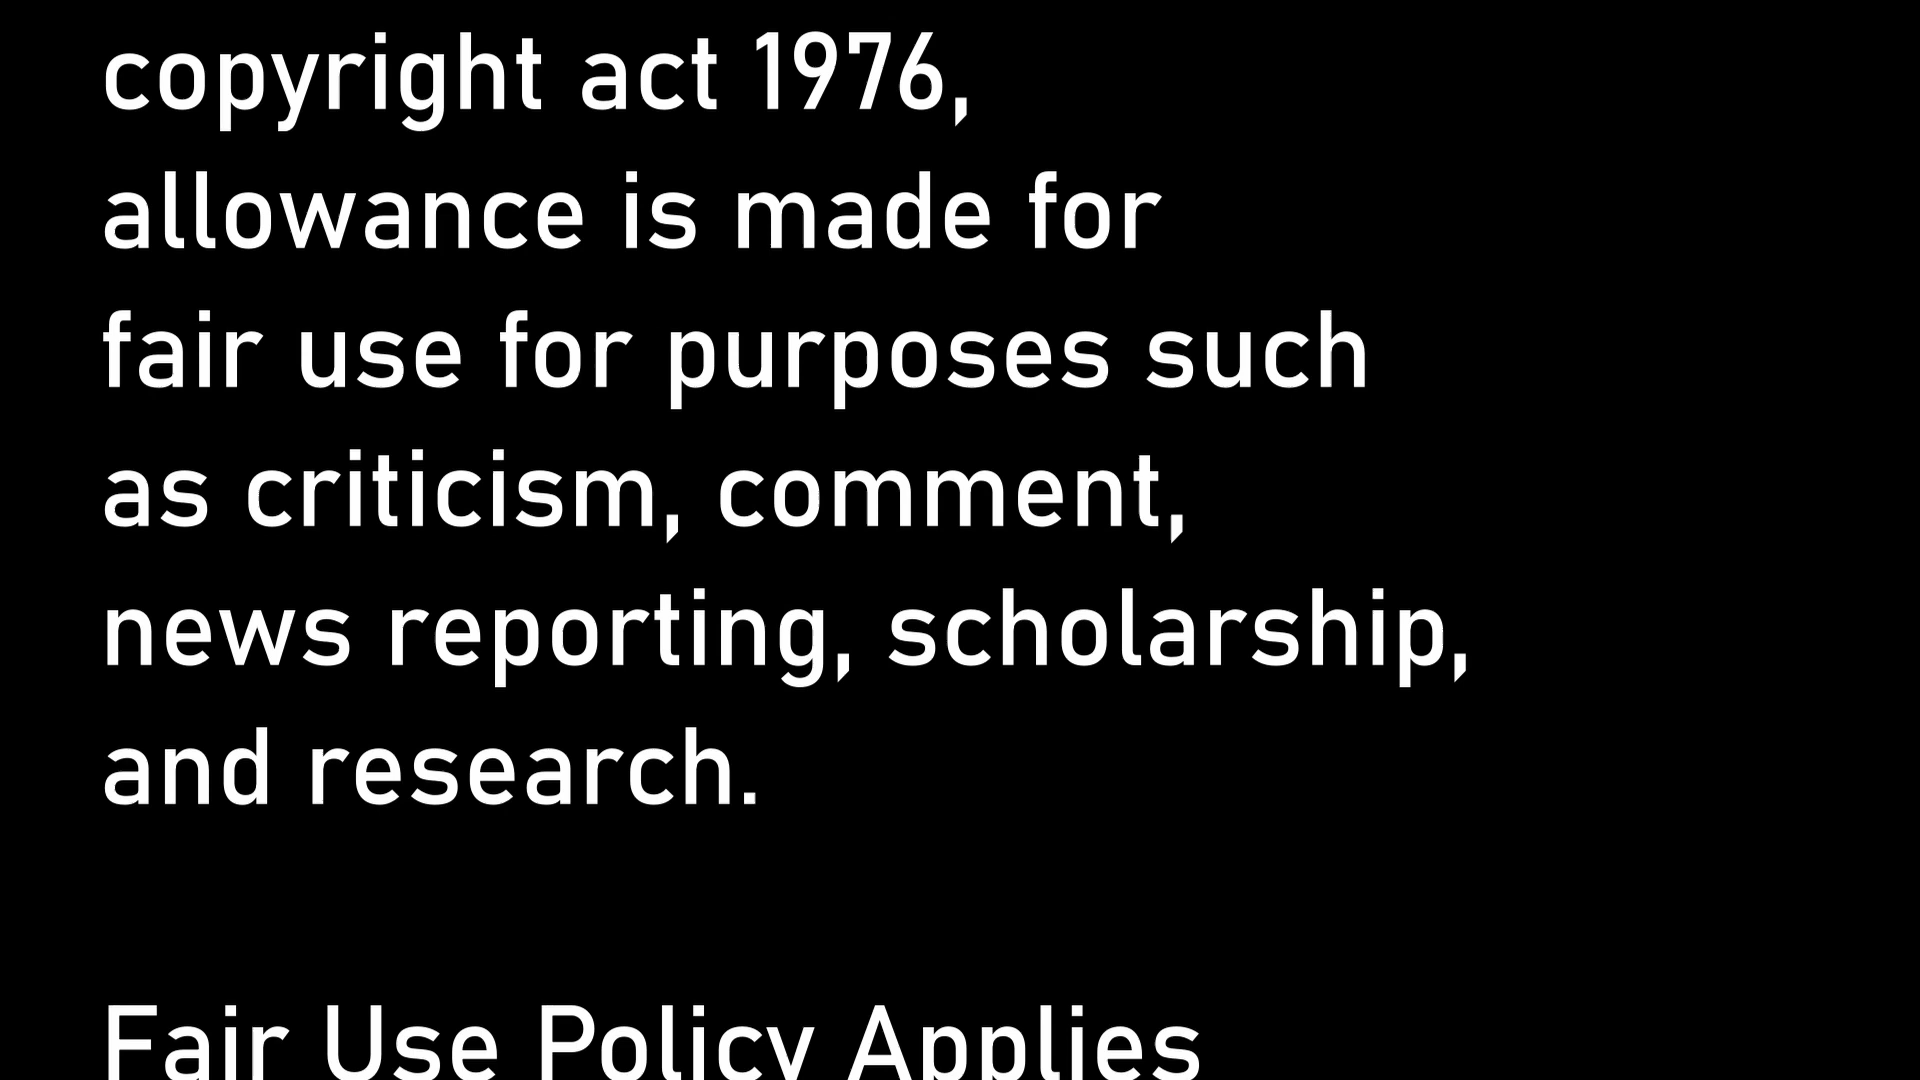 copyright act 1976,
allowance is made for
fair use for purposes such
as criticism, comment,
news reporting, scholarship,
and research.
Fair Use Policy Applies